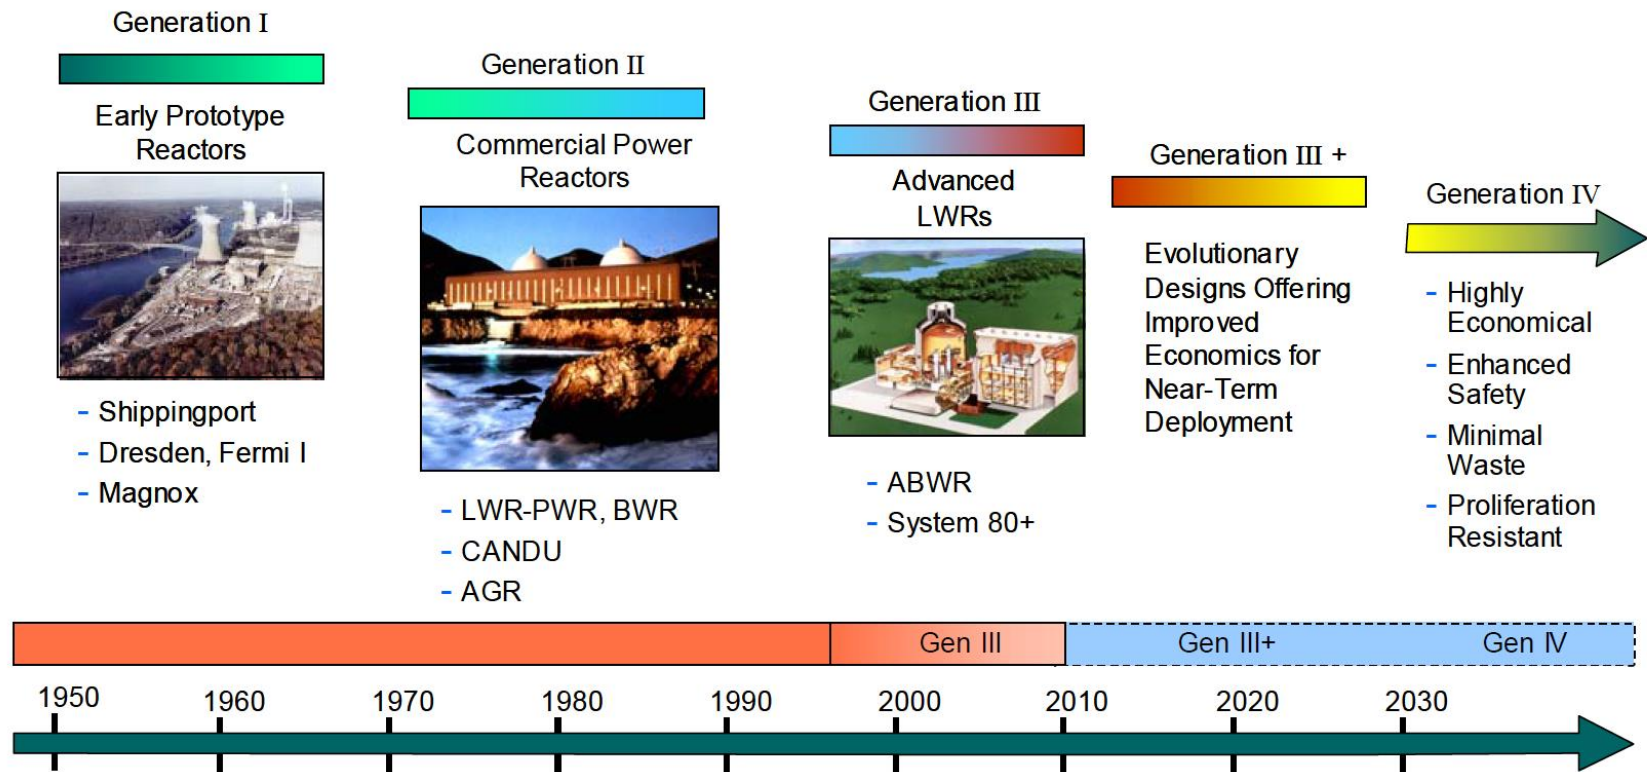 Generation I
Early Prototype
Reactors
- Shippingport
- Dresden, Fermi I
- Magnox
Generation II
Commercial Power
Reactors
- LWR-PWR, BWR
- CANDU
- AGR
Generation III
Advanced
LWRs
- ABWR
- System 80+
Generation III +
Evolutionary
Designs Offering
Improved
Economics for
Near-Term
Deployment
Generation IV
- Highly
Economical
- Enhanced
Safety
- Minimal
Waste
- Proliferation
Resistant
Gen III
Gen III+
Gen IV
1950
1960
1970
1980
1990
2000
2010
2020
2030